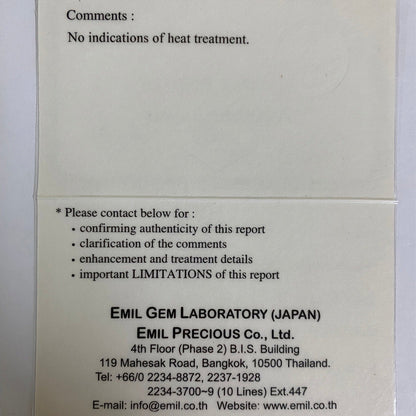 Comments :
No indications of heat treatment.
* Please contact below for :
• confirming authenticity of this report
• clarification of the comments
• enhancement and treatment details
• important LIMITATIONS of this report
EMIL GEM LABORATORY (JAPAN)
EMIL PRECIOUS Co., Ltd.
4th Floor (Phase 2) B.I.S. Building
119 Mahesak Road, Bangkok, 10500 Thailand.
Tel: +66/0 2234-8872, 2237-1928
2234-3700~9 (10 Lines) Ext.447
E-mail: info@emil.co.th Website: www.emil.co.th